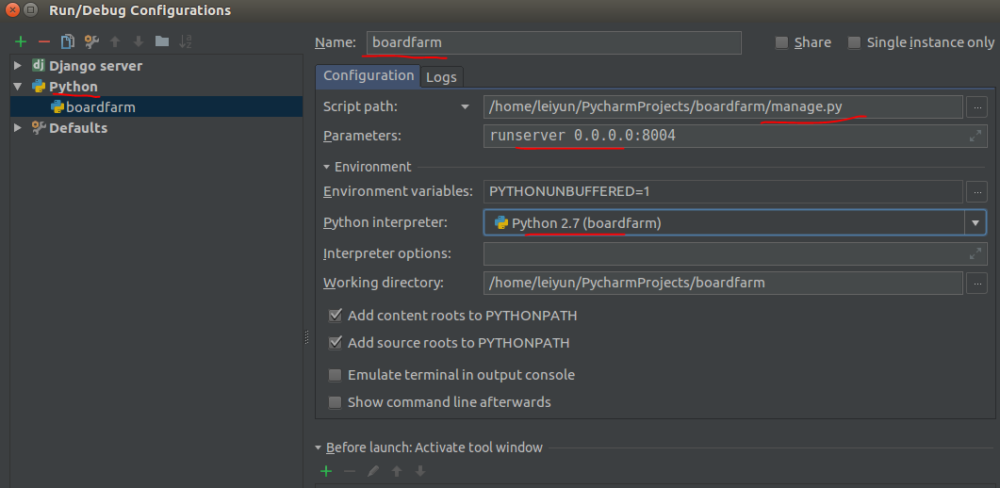 Run/Debug Configurations
Name: boardfarm Share Single instance only
Django server
Python
boardfarm
Defaults
Configuration Logs
Script path: /home/leiyun/PycharmProjects/boardfarm/manage.py ...
Parameters: runserver 0.0.0.0:8004
Environment
Environment variables: PYTHONUNBUFFERED=1 ...
Python interpreter: Python 2.7 (boardfarm)
Interpreter options:
Working directory: /home/leiyun/PycharmProjects/boardfarm ...
Add content roots to PYTHONPATH
Add source roots to PYTHONPATH
Emulate terminal in output console
Show command line afterwards
Before launch: Activate tool window